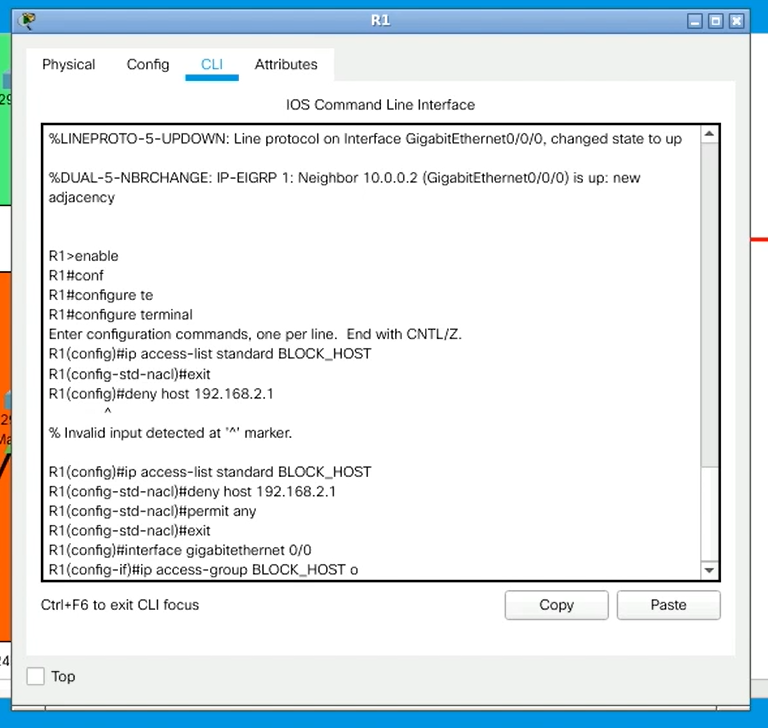 R1
Physical
Config
CLI
Attributes
IOS Command Line Interface
%LINEPROTO-5-UPDOWN: Line protocol on Interface GigabitEthernet0/0/0, changed state to up
%DUAL-5-NBRCHANGE: IP-EIGRP 1: Neighbor 10.0.0.2 (GigabitEthernet0/0/0) is up: new
adjacency
R1>enable
R1#conf
R1#configure te
R1#configure terminal
Enter configuration commands, one per line.  End with CNTL/Z.
R1(config)#ip access-list standard BLOCK_HOST
R1(config-std-nacl)#exit
R1(config)#deny host 192.168.2.1
^
% Invalid input detected at '^' marker.
R1(config)#ip access-list standard BLOCK_HOST
R1(config-std-nacl)#deny host 192.168.2.1
R1(config-std-nacl)#permit any
R1(config-std-nacl)#exit
R1(config)#interface gigabitethernet 0/0
R1(config-if)#ip access-group BLOCK_HOST o
Ctrl+F6 to exit CLI focus
Copy
Paste
Top